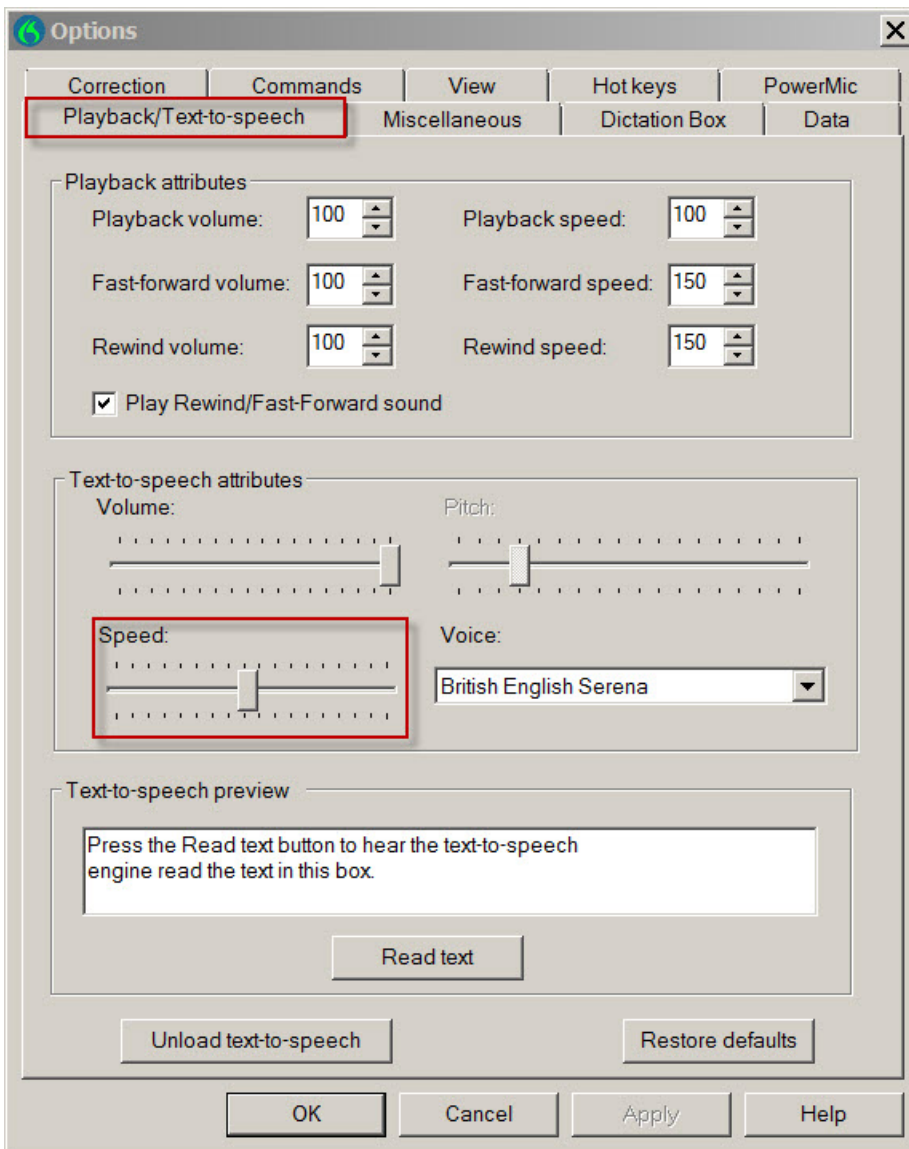 Options
Correction Commands View Hot keys PowerMic
Playback/Text-to-speech Miscellaneous Dictation Box Data
Playback attributes
Playback volume: 100 Playback speed: 100
Fast-forward volume: 100 Fast-forward speed: 150
Rewind volume: 100 Rewind speed: 150
Play Rewind/Fast-Forward sound
Text-to-speech attributes
Volume: Pitch:
Speed: Voice:
British English Serena
Text-to-speech preview
Press the Read text button to hear the text-to-speech
engine read the text in this box.
Read text
Unload text-to-speech Restore defaults
OK Cancel Apply Help